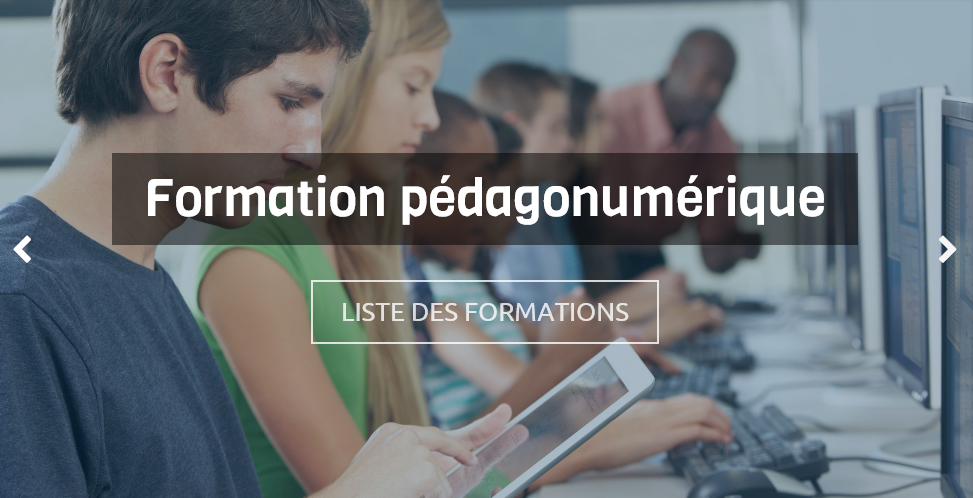 Formation pédagonumérique
LISTE DES FORMATIONS